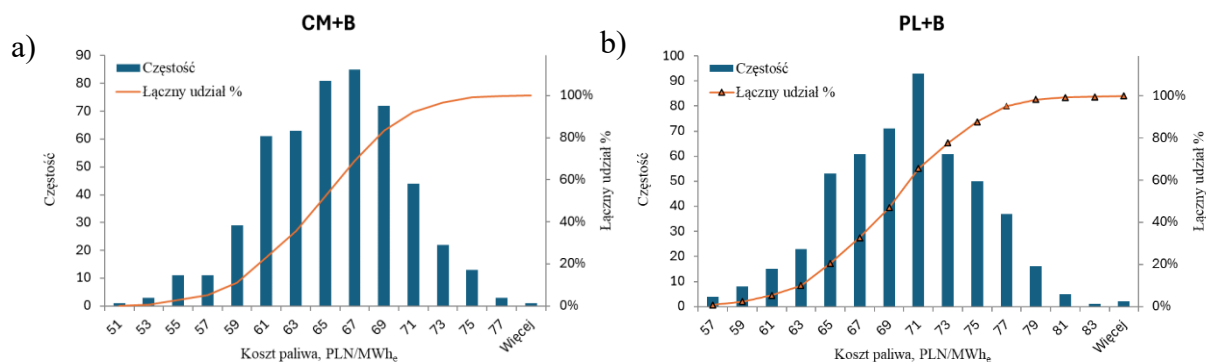 a)
CM+B
Częstość
Łączny udział %
90
80
70
60
50
40
30
20
10
0
Częstość
100%
80%
60%
40%
20%
0%
Łączny udział %
51 53 55 57 59 61 63 65 67 69 71 73 75 77 Więcej
Koszt paliwa, PLN/MWhₑ
b)
PL+B
Częstość
Łączny udział %
100
90
80
70
60
50
40
30
20
10
0
Częstość
100%
80%
60%
40%
20%
0%
Łączny udział %
57 59 61 63 65 67 69 71 73 75 77 79 81 83 Więcej
Koszt paliwa, PLN/MWhₑ